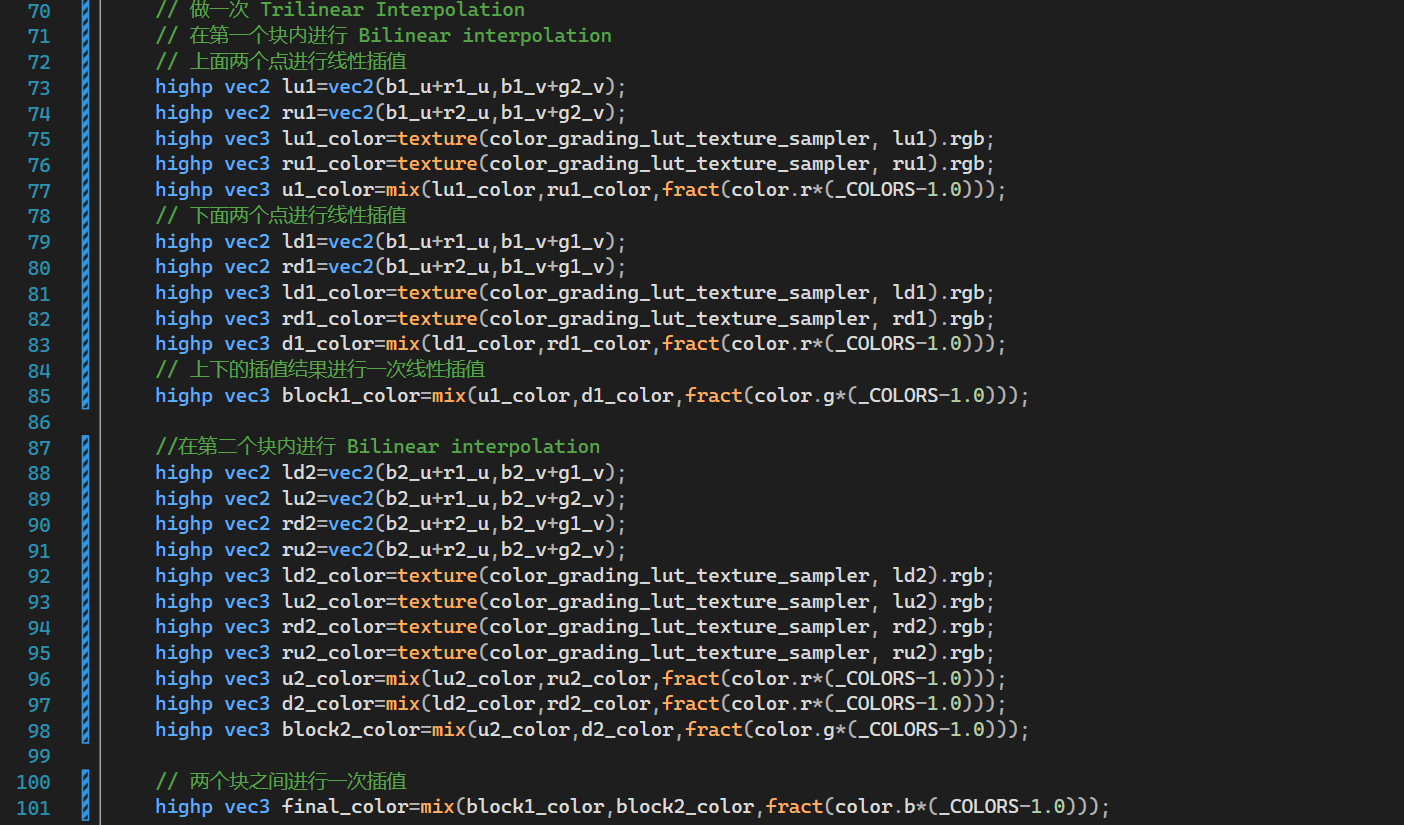 70 // 做一次 Trilinear Interpolation
71 // 在第一个块内进行 Bilinear interpolation
72 // 上面两个点进行线性插值
73 highp vec2 lu1=vec2(b1_u+r1_u,b1_v+g2_v);
74 highp vec2 ru1=vec2(b1_u+r2_u,b1_v+g2_v);
75 highp vec3 lu1_color=texture(color_grading_lut_texture_sampler, lu1).rgb;
76 highp vec3 ru1_color=texture(color_grading_lut_texture_sampler, ru1).rgb;
77 highp vec3 u1_color=mix(lu1_color,ru1_color,fract(color.r*(_COLORS-1.0)));
78 // 下面两个点进行线性插值
79 highp vec2 ld1=vec2(b1_u+r1_u,b1_v+g1_v);
80 highp vec2 rd1=vec2(b1_u+r2_u,b1_v+g1_v);
81 highp vec3 ld1_color=texture(color_grading_lut_texture_sampler, ld1).rgb;
82 highp vec3 rd1_color=texture(color_grading_lut_texture_sampler, rd1).rgb;
83 highp vec3 d1_color=mix(ld1_color,rd1_color,fract(color.r*(_COLORS-1.0)));
84 // 上下的插值结果进行一次线性插值
85 highp vec3 block1_color=mix(u1_color,d1_color,fract(color.g*(_COLORS-1.0)));
86
87 //在第二个块内进行 Bilinear interpolation
88 highp vec2 ld2=vec2(b2_u+r1_u,b2_v+g1_v);
89 highp vec2 lu2=vec2(b2_u+r1_u,b2_v+g2_v);
90 highp vec2 rd2=vec2(b2_u+r2_u,b2_v+g1_v);
91 highp vec2 ru2=vec2(b2_u+r2_u,b2_v+g2_v);
92 highp vec3 ld2_color=texture(color_grading_lut_texture_sampler, ld2).rgb;
93 highp vec3 lu2_color=texture(color_grading_lut_texture_sampler, lu2).rgb;
94 highp vec3 rd2_color=texture(color_grading_lut_texture_sampler, rd2).rgb;
95 highp vec3 ru2_color=texture(color_grading_lut_texture_sampler, ru2).rgb;
96 highp vec3 u2_color=mix(lu2_color,ru2_color,fract(color.r*(_COLORS-1.0)));
97 highp vec3 d2_color=mix(ld2_color,rd2_color,fract(color.r*(_COLORS-1.0)));
98 highp vec3 block2_color=mix(u2_color,d2_color,fract(color.g*(_COLORS-1.0)));
99
100 // 两个块之间进行一次插值
101 highp vec3 final_color=mix(block1_color,block2_color,fract(color.b*(_COLORS-1.0)));